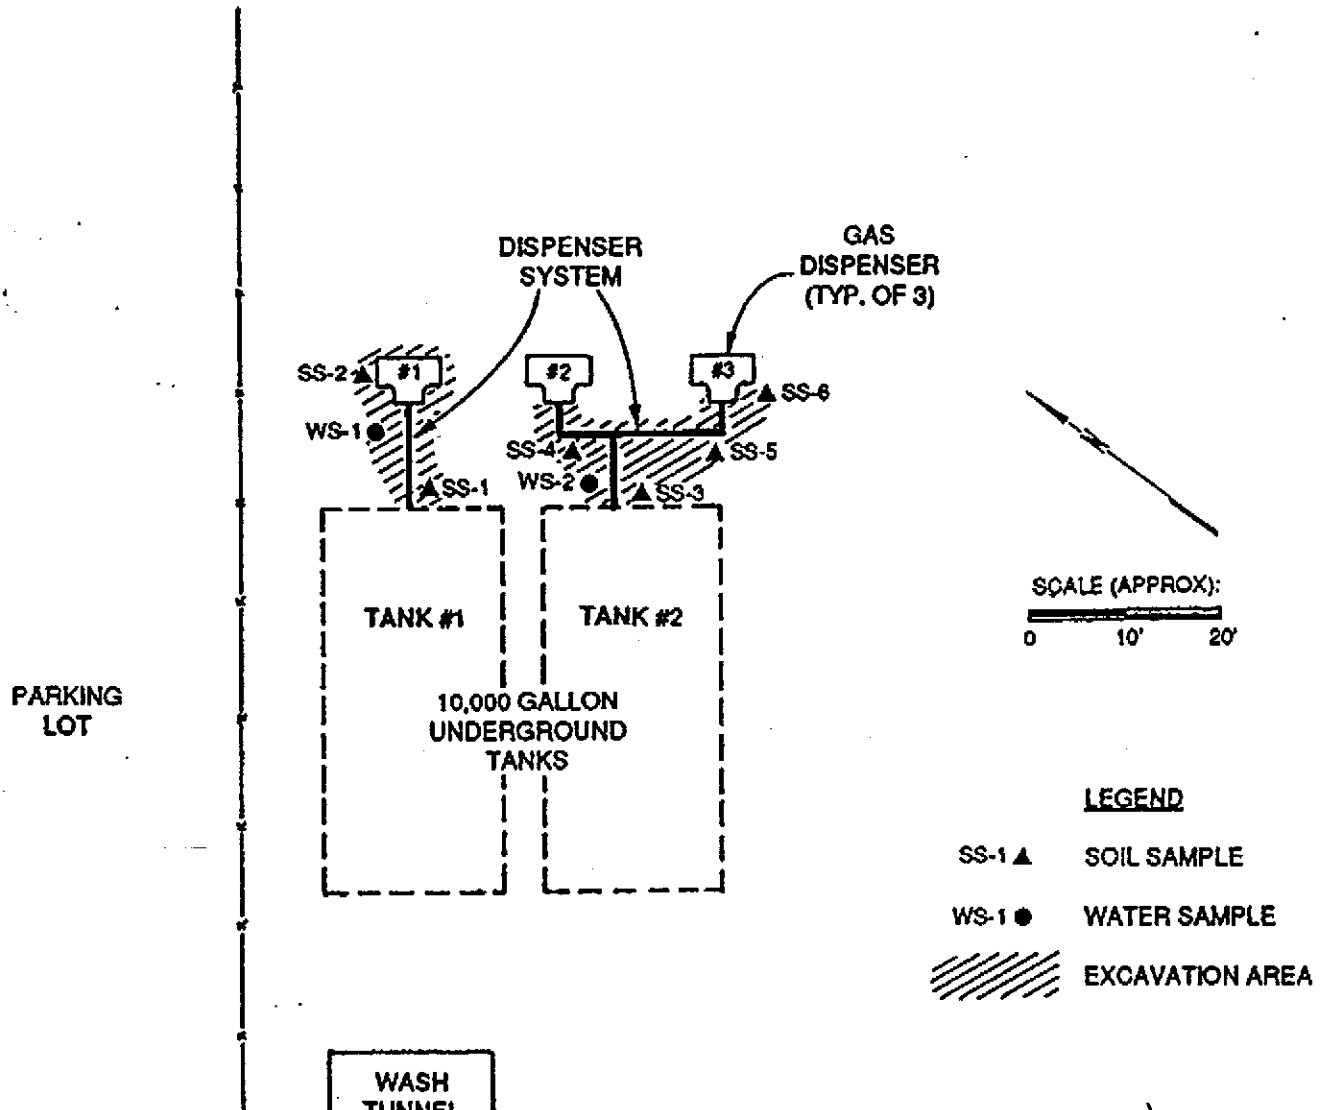 DISPENSER
SYSTEM
GAS
DISPENSER
(TYP. OF 3)
SS-2
#1
#2
#3
SS-6
WS-1
SS-4
SS-5
WS-2
SS-1
SS-3
N
TANK #1
TANK #2
SCALE (APPROX):
0 10' 20'
PARKING
LOT
10,000 GALLON
UNDERGROUND
TANKS
LEGEND
SS-1 SOIL SAMPLE
WS-1 WATER SAMPLE
EXCAVATION AREA
WASH
TUNNEL